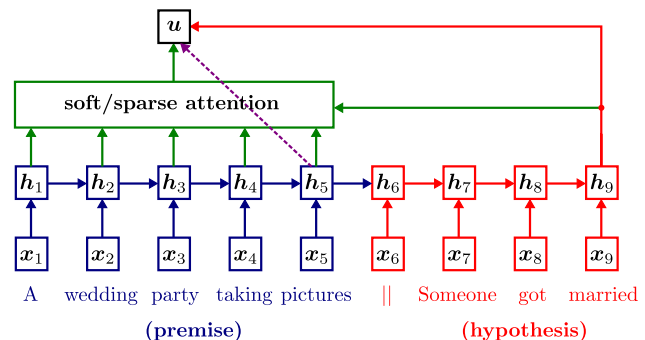 u
soft/sparse attention
h₁ h₂ h₃ h₄ h₅ h₆ h₇ h₈ h₉
x₁ x₂ x₃ x₄ x₅ x₆ x₇ x₈ x₉
A wedding party taking pictures || Someone got married
(premise) (hypothesis)